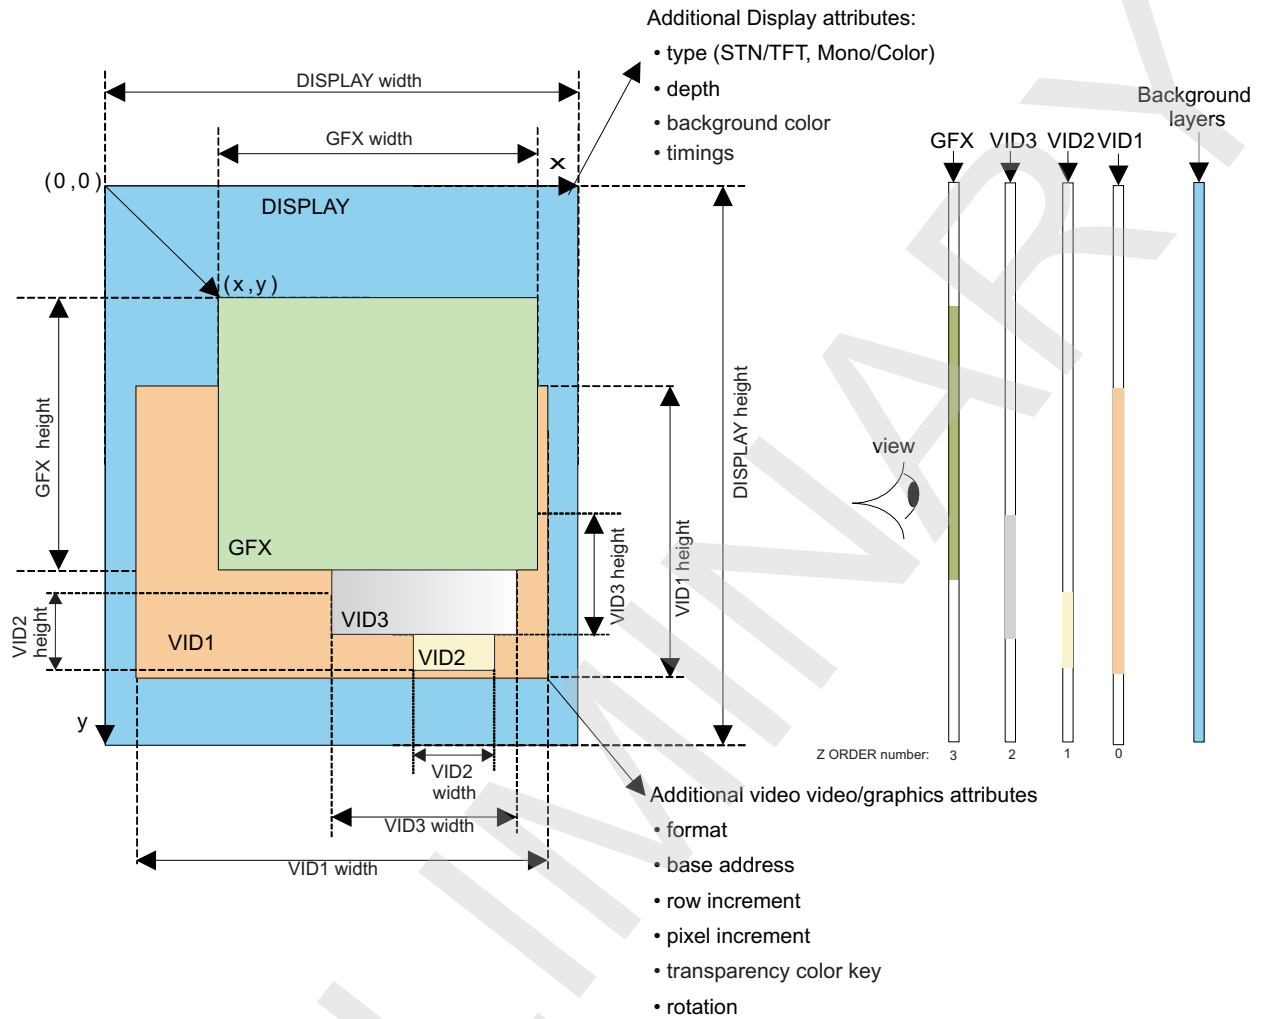 Additional Display attributes:
• type (STN/TFT, Mono/Color)
• depth
• background color
• timings
DISPLAY width
GFX width
x
(0,0)
DISPLAY
(x,y)
GFX height
GFX
VID2
height
VID3
VID1
VID2
VID3 height
VID1 height
DISPLAY height
y
VID2
width
VID3 width
VID1 width
Background
layers
GFX VID3 VID2 VID1
view
Z ORDER number: 3 2 1 0
Additional video video/graphics attributes
• format
• base address
• row increment
• pixel increment
• transparency color key
• rotation